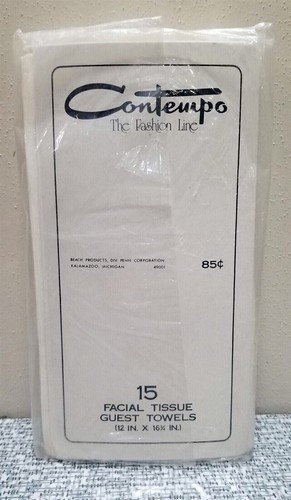 Contempo
The Fashion Line
BEACH PRODUCTS, DIV PENN CORPORATION
KALAMAZOO, MICHIGAN 49001
85¢
15
FACIAL TISSUE
GUEST TOWELS
(12 IN. X 16¾ IN.)